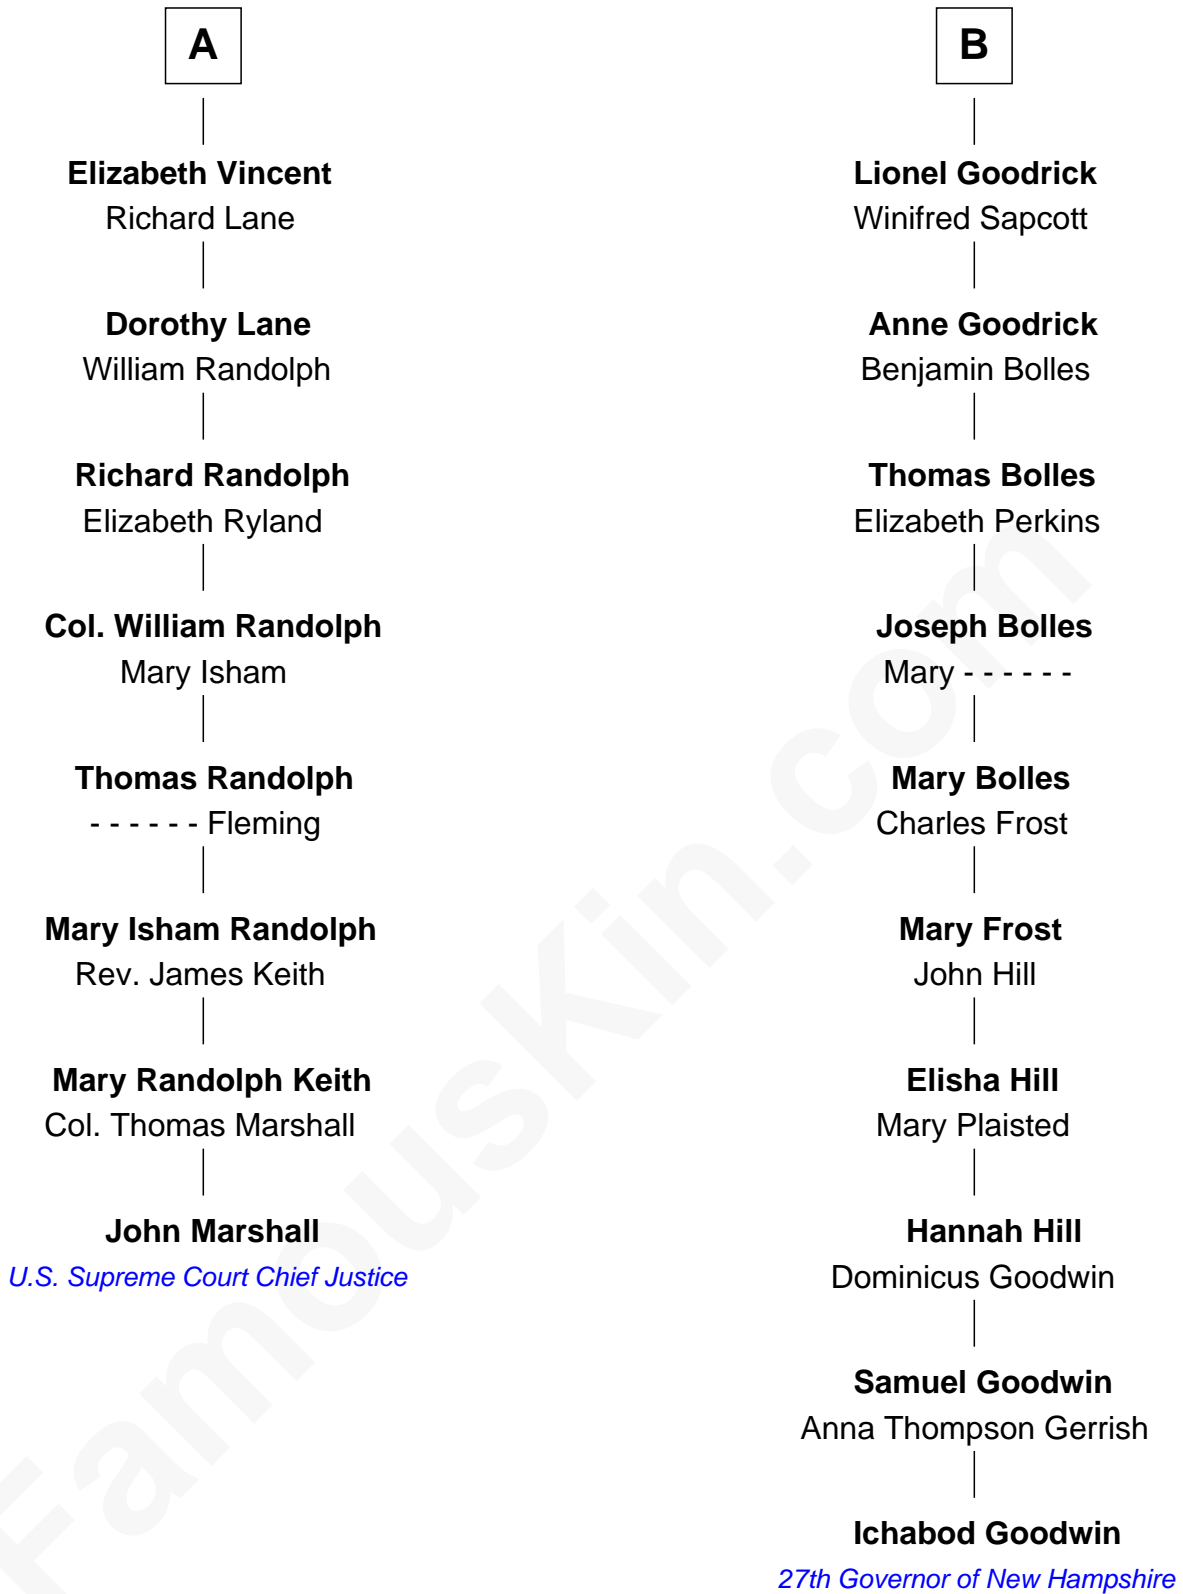 A
Elizabeth Vincent
Richard Lane
Dorothy Lane
William Randolph
Richard Randolph
Elizabeth Ryland
Col. William Randolph
Mary Isham
Thomas Randolph
- - - - - - Fleming
Mary Isham Randolph
Rev. James Keith
Mary Randolph Keith
Col. Thomas Marshall
John Marshall
U.S. Supreme Court Chief Justice
B
Lionel Goodrick
Winifred Sapcott
Anne Goodrick
Benjamin Bolles
Thomas Bolles
Elizabeth Perkins
Joseph Bolles
Mary - - - - - -
Mary Bolles
Charles Frost
Mary Frost
John Hill
Elisha Hill
Mary Plaisted
Hannah Hill
Dominicus Goodwin
Samuel Goodwin
Anna Thompson Gerrish
Ichabod Goodwin
27th Governor of New Hampshire
FamousKin.com